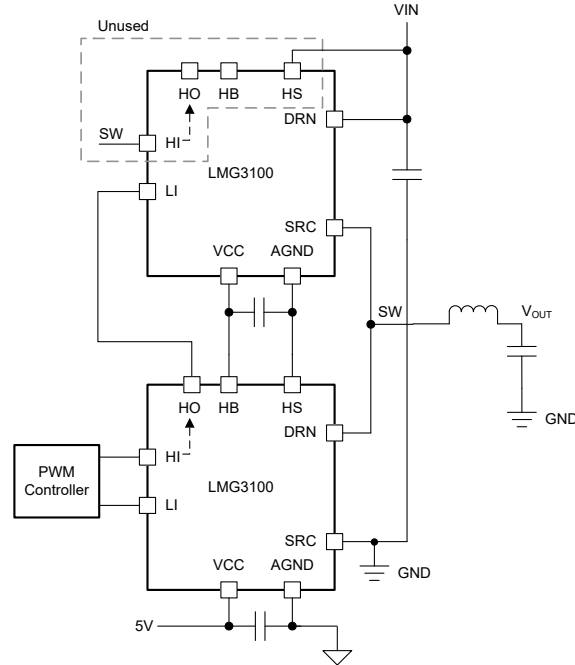 Unused
VIN
HO
HB
HS
DRN
SW
HI
LMG3100
LI
SRC
VCC
AGND
SW
VOUT
GND
HO
HB
HS
DRN
HI
PWM
Controller
LMG3100
LI
SRC
VCC
AGND
GND
5V